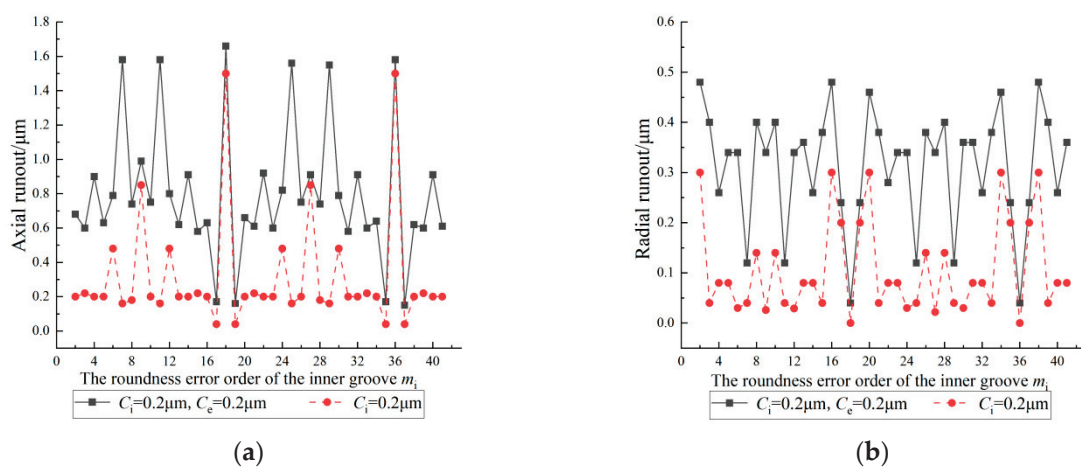 1.8
1.6
1.4
1.2
1.0
0.8
0.6
0.4
0.2
0.0
Axial runout/μm
0 4 8 12 16 20 24 28 32 36 40
The roundness error order of the inner groove mi
Ci=0.2μm, Ce=0.2μm Ci=0.2μm
(a)
0.6
0.5
0.4
0.3
0.2
0.1
0.0
Radial runout/μm
0 4 8 12 16 20 24 28 32 36 40
The roundness error order of the inner groove mi
Ci=0.2μm, Ce=0.2μm Ci=0.2μm
(b)